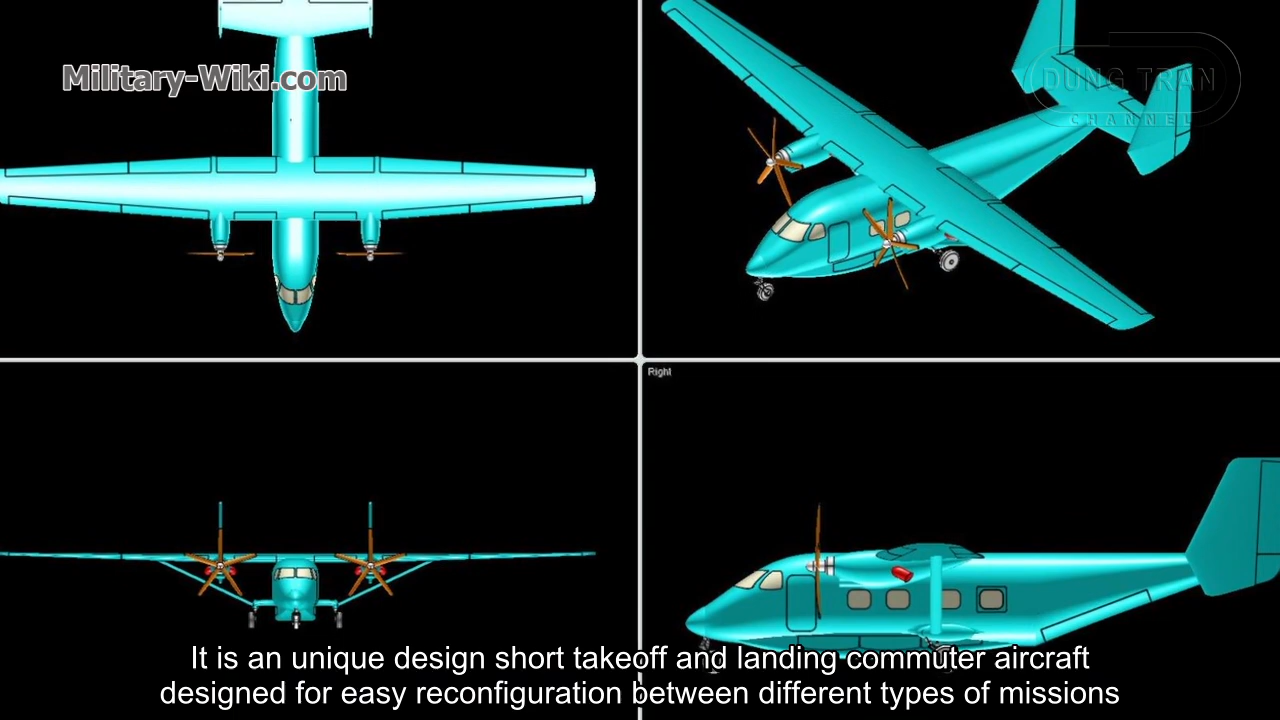 Military-Wiki.com
DUNG TRAN
CHANNEL
Right
It is an unique design short takeoff and landing commuter aircraft
designed for easy reconfiguration between different types of missions